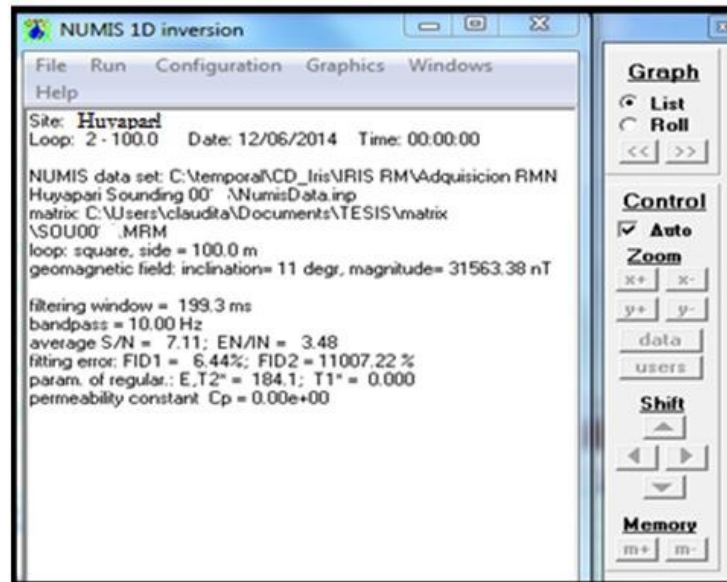 NUMIS 1D inversion
File Run Configuration Graphics Windows
Help
Site: Huyapari
Loop: 2 - 100.0 Date: 12/06/2014 Time: 00:00:00
NUMIS data set: C:\temporal\CD_Iris\IRIS RM\Adquisicion RMN
Huyapari Sounding 00' :\NumisData.inp
matrix: C:\Users\claudita\Documents\TESIS\matrix
\SOU00' .MRM
loop: square, side = 100.0 m
geomagnetic field: inclination= 11 degr, magnitude= 31563.38 nT
filtering window = 199.3 ms
bandpass = 10.00 Hz
average S/N = 7.11; EN/IN = 3.48
fitting error: FID1 = 6.44%; FID2 = 11007.22 %
param. of regular.: E,T2* = 184.1; T1* = 0.000
permeability constant Cp = 0.00e+00
Graph
List
Roll
<< >>
Control
Auto
Zoom
x+ x-
y+ y-
data
users
Shift
Memory
m+ m-